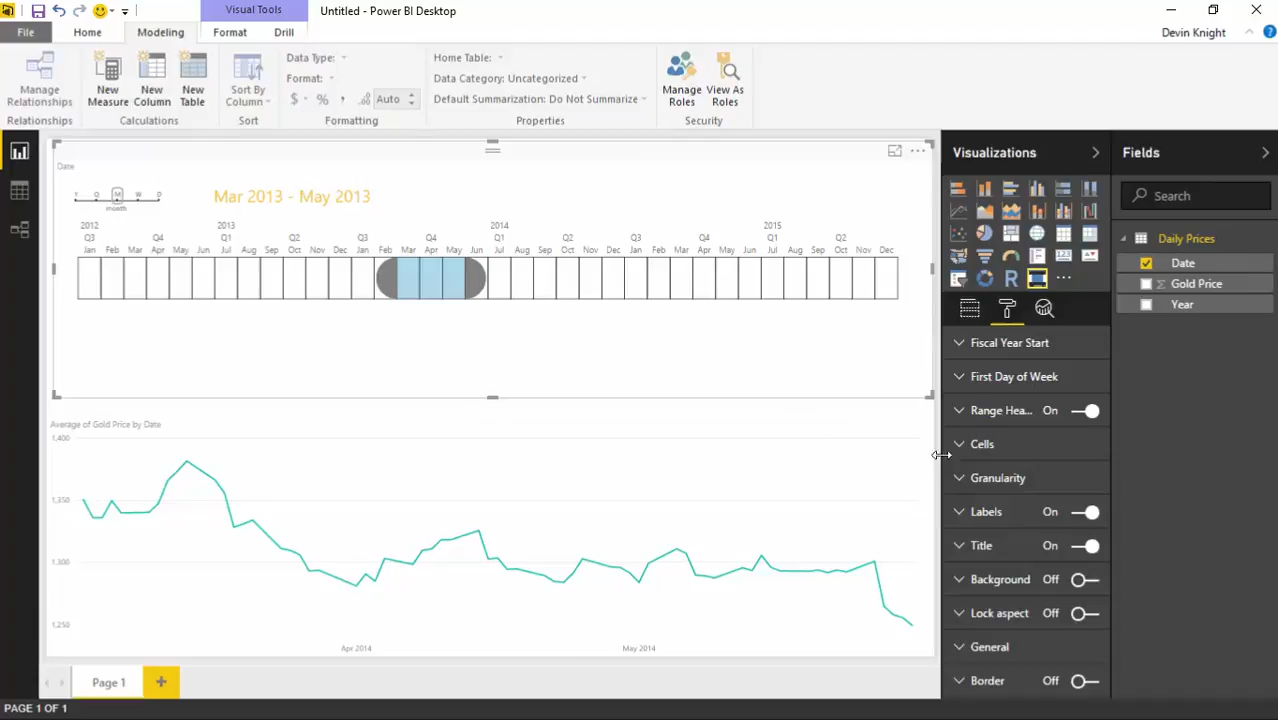 Visual Tools
Untitled - Power BI Desktop
File
Home
Modeling
Format
Drill
Devin Knight
Manage
Relationships
New
Measure
New
Column
New
Table
Sort By
Column
Data Type:
Format:
$ % , Auto
Home Table:
Data Category: Uncategorized
Default Summarization: Do Not Summarize
Manage
Roles
View As
Roles
Relationships
Calculations
Sort
Formatting
Properties
Security
Date
Y Q M W D
month
Mar 2013 - May 2013
2012 2013 2014 2015
Q3 Q4 Q1 Q2 Q3 Q4 Q1 Q2 Q3 Q4 Q1 Q2
Jan Feb Mar Apr May Jun Jul Aug Sep Oct Nov Dec Jan Feb Mar Apr May Jun Jul Aug Sep Oct Nov Dec Jan Feb Mar Apr May Jun Jul Aug Sep Oct Nov Dec
Average of Gold Price by Date
1,400
1,350
1,300
1,250
Apr 2014
May 2014
Visualizations
R
Fiscal Year Start
First Day of Week
Range Hea... On
Cells
Granularity
Labels On
Title On
Background Off
Lock aspect Off
General
Border Off
Fields
Search
Daily Prices
Date
Σ Gold Price
Year
Page 1
PAGE 1 OF 1